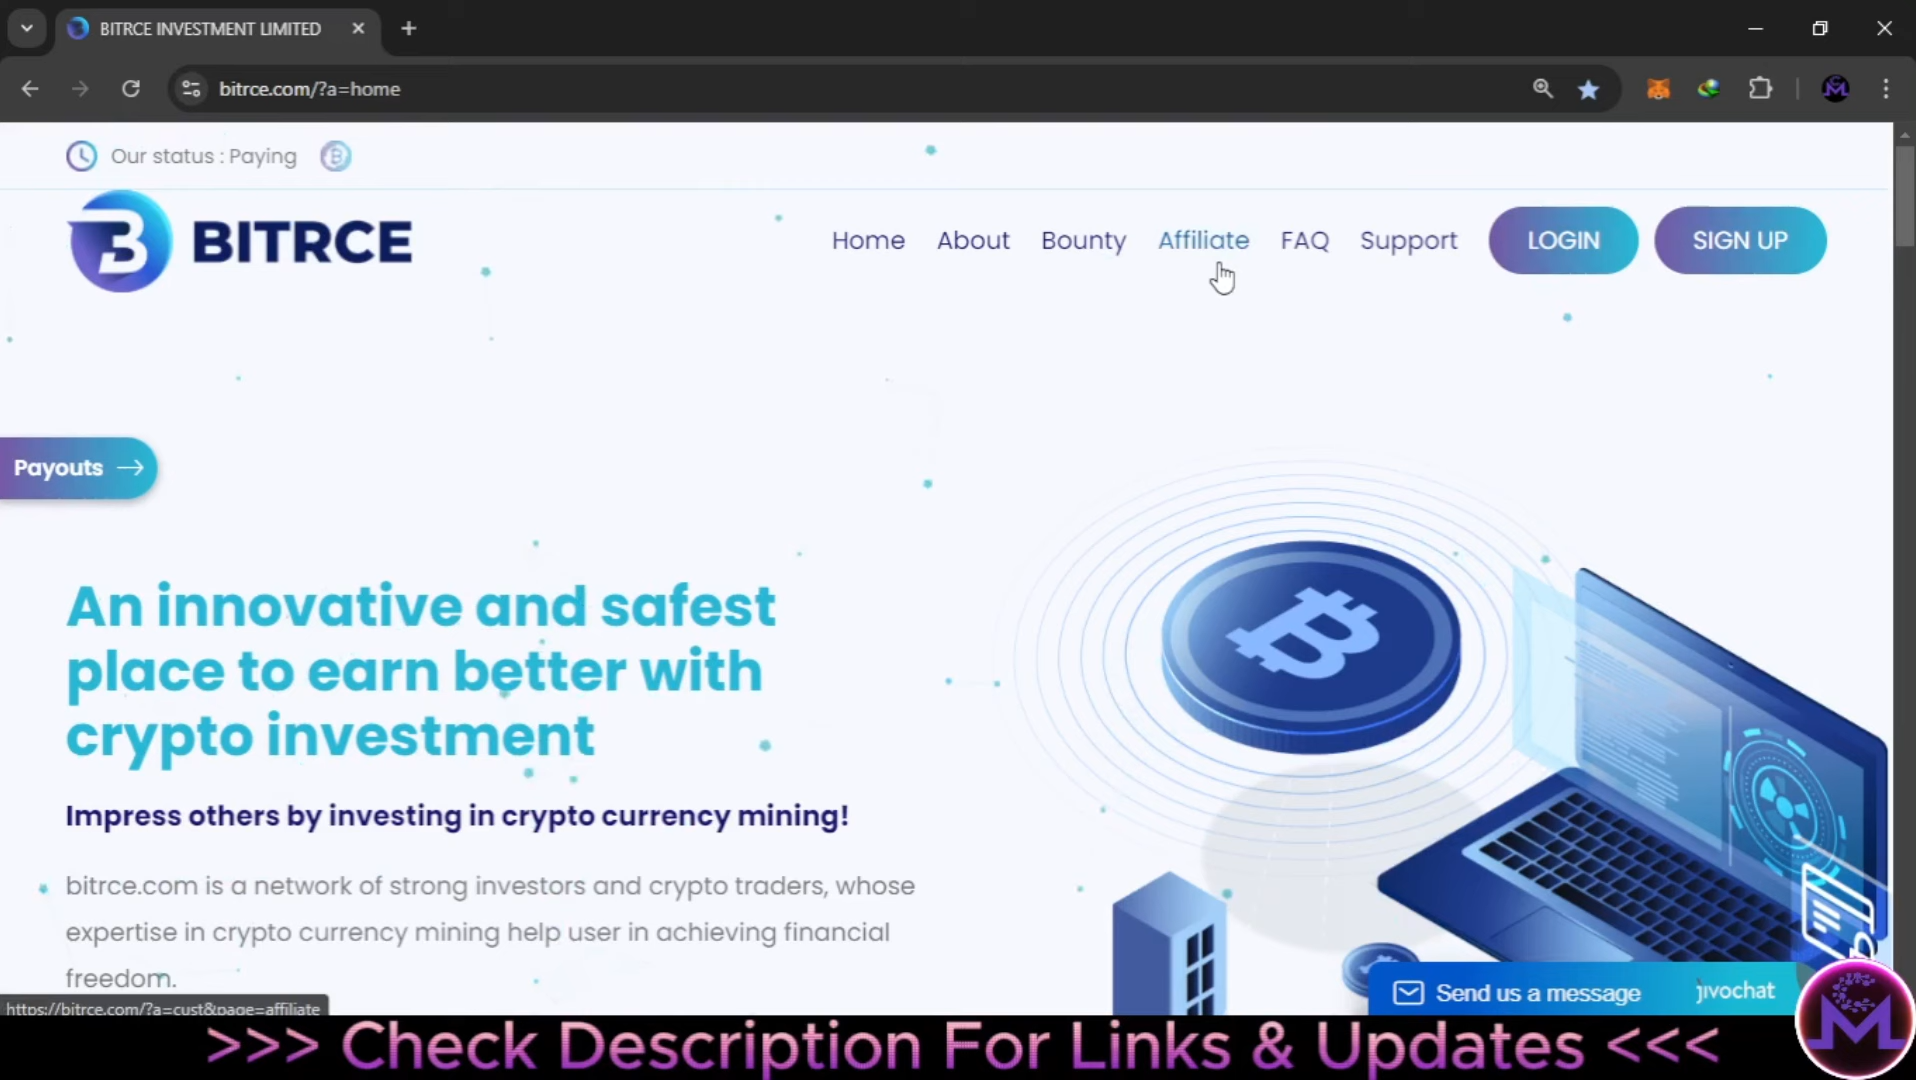 BITRCE INVESTMENT LIMITED
bitrce.com/?a=home
Our status : Paying
BITRCE
Home About Bounty Affiliate FAQ Support LOGIN SIGN UP
Payouts
An innovative and safest
place to earn better with
crypto investment
Impress others by investing in crypto currency mining!
bitrce.com is a network of strong investors and crypto traders, whose
expertise in crypto currency mining help user in achieving financial
freedom.
Send us a message jivochat
https://bitrce.com/?a=cust&page=affiliate
>>> Check Description For Links & Updates <<<